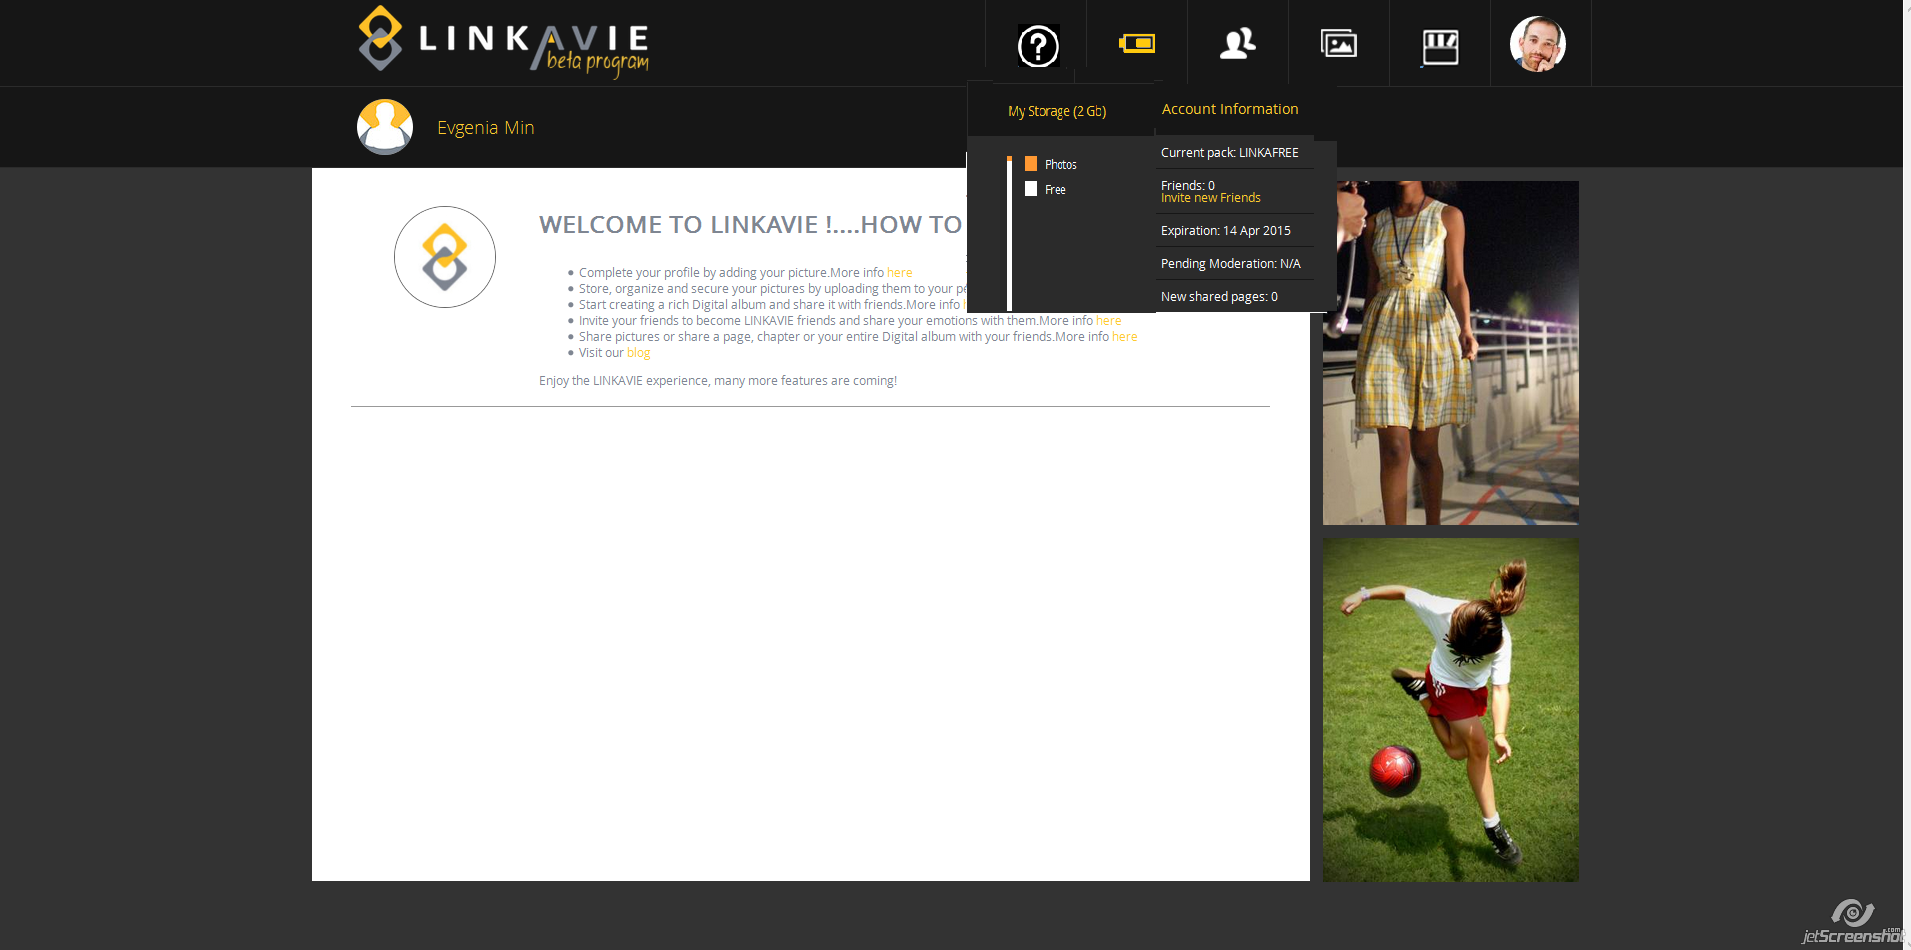 LINKAVIE
beta program
Evgenia Min
My Storage (2 Gb)
Photos
Free
Account Information
Current pack: LINKAFREE
Friends: 0
Invite new Friends
Expiration: 14 Apr 2015
Pending Moderation: N/A
New shared pages: 0
WELCOME TO LINKAVIE !....HOW TO
Complete your profile by adding your picture.More info here
Store, organize and secure your pictures by uploading them to your
Start creating a rich Digital album and share it with friends.More info
Invite your friends to become LINKAVIE friends and share your emotions with them.More info here
Share pictures or share a page, chapter or your entire Digital album with your friends.More info here
Visit our blog
Enjoy the LINKAVIE experience, many more features are coming!
jetScreenshot.com